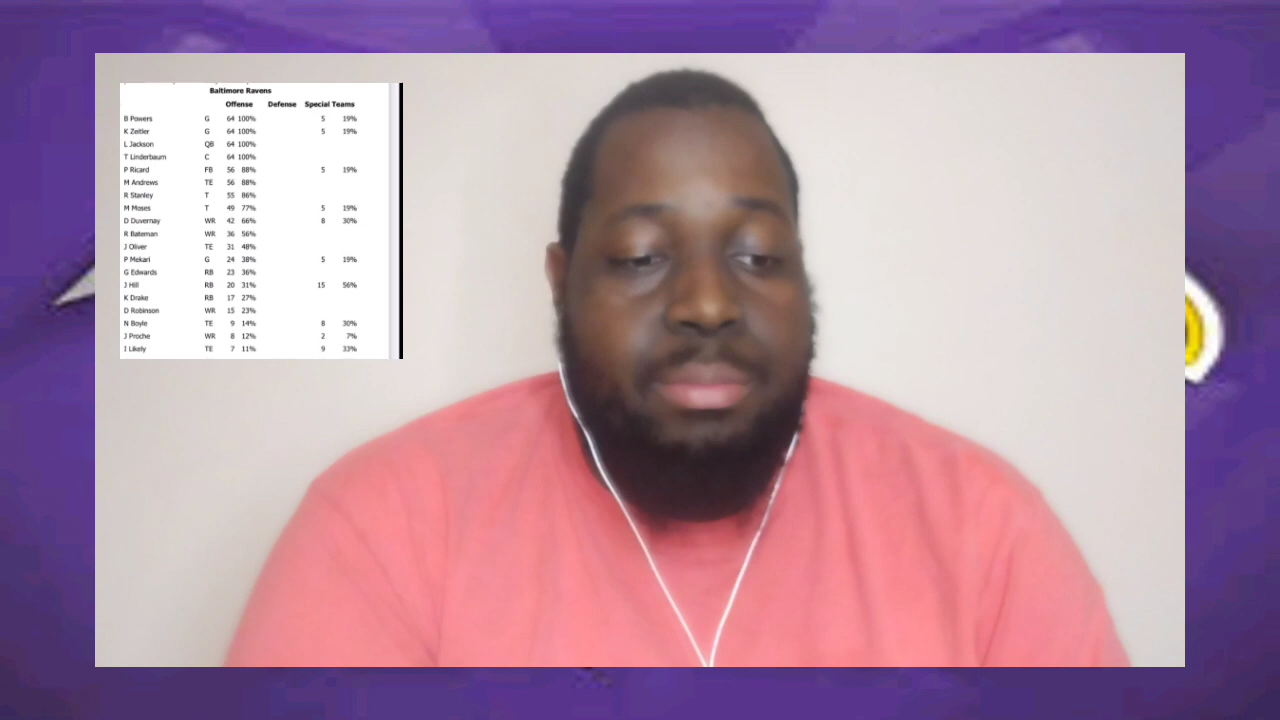 Baltimore Ravens
Offense Defense Special Teams
B Powers G 64 100% 5 19%
K Zeitler G 64 100% 5 19%
L Jackson QB 64 100%
T Linderbaum C 64 100%
P Ricard FB 56 88% 5 19%
M Andrews TE 56 88%
R Stanley T 55 86%
M Moses T 49 77% 5 19%
D Duvernay WR 42 66% 8 30%
R Bateman WR 36 56%
J Oliver TE 31 48%
P Mekari G 24 38% 5 19%
G Edwards RB 23 36%
J Hill RB 20 31% 15 56%
K Drake RB 17 27%
D Robinson WR 15 23%
N Boyle TE 9 14% 8 30%
J Proche WR 8 12% 2 7%
I Likely TE 7 11% 9 33%